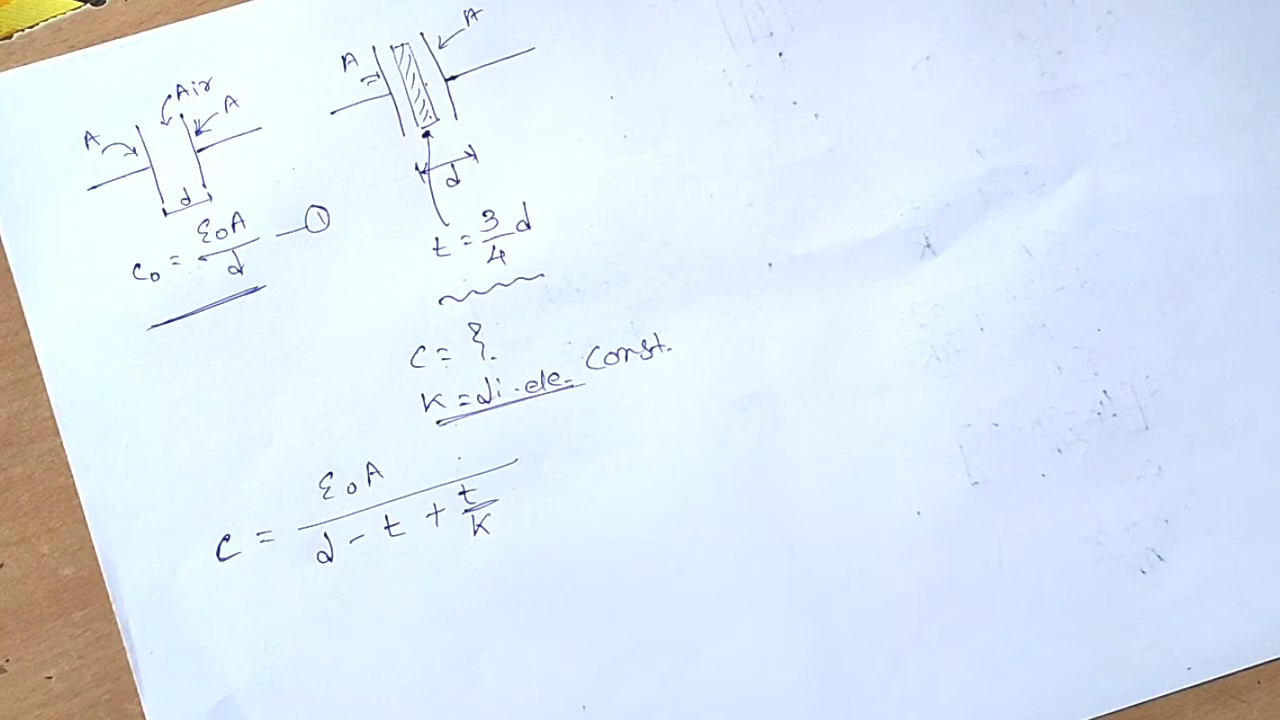 Air
A
A
d
C₀ = ε₀A/d — ①
A
A
d
t = 3/4 d
C = ?
K = di.ele. Const.
C = ε₀A / (d - t + t/K)